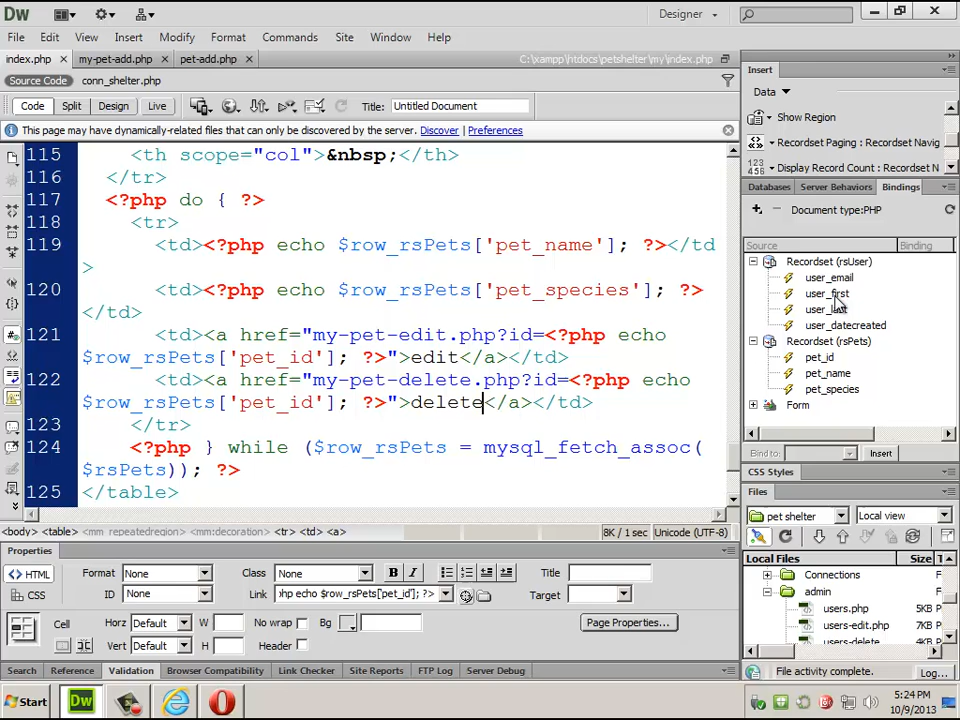 Dw
Designer
File Edit View Insert Modify Format Commands Site Window Help
index.php my-pet-add.php pet-add.php C:\xampp\htdocs\petshelter\my\index.php
Source Code conn_shelter.php
Code Split Design Live Title: Untitled Document
This page may have dynamically-related files that can only be discovered by the server. Discover | Preferences
115 <th scope="col">&nbsp;</th>
116 </tr>
117 <?php do { ?>
118 <tr>
119 <td><?php echo $row_rsPets['pet_name']; ?></td
>
120 <td><?php echo $row_rsPets['pet_species']; ?>
</td>
121 <td><a href="my-pet-edit.php?id=<?php echo
$row_rsPets['pet_id']; ?>">edit</a></td>
122 <td><a href="my-pet-delete.php?id=<?php echo
$row_rsPets['pet_id']; ?>">delete</a></td>
123 </tr>
124 <?php } while ($row_rsPets = mysql_fetch_assoc(
$rsPets)); ?>
125 </table>
<body> <table> <mm repeatedregion> <mm:decoration> <tr> <td> <a> 8K / 1 sec Unicode (UTF-8)
Insert
Data
Show Region
Recordset Paging : Recordset Navig
Display Record Count : Recordset N
Databases Server Behaviors Bindings
Document type:PHP
Source Binding
Recordset (rsUser)
user_email
user_first
user_last
user_datecreated
Recordset (rsPets)
pet_id
pet_name
pet_species
Form
Bind to: Insert
CSS Styles
Files
pet shelter Local view
Local Files Size
Connections F
admin F
users.php 5KB P
users-edit.php 7KB P
users-delete
File activity complete. Log...
Properties
HTML Format None Class None B I Title
CSS ID None Link :hp echo $row_rsPets['pet_id']; ?> Target
Cell Horz Default W No wrap Bg Page Properties...
Vert Default H Header
Search Reference Validation Browser Compatibility Link Checker Site Reports FTP Log Server Debug
Start Dw
5:24 PM
10/9/2013